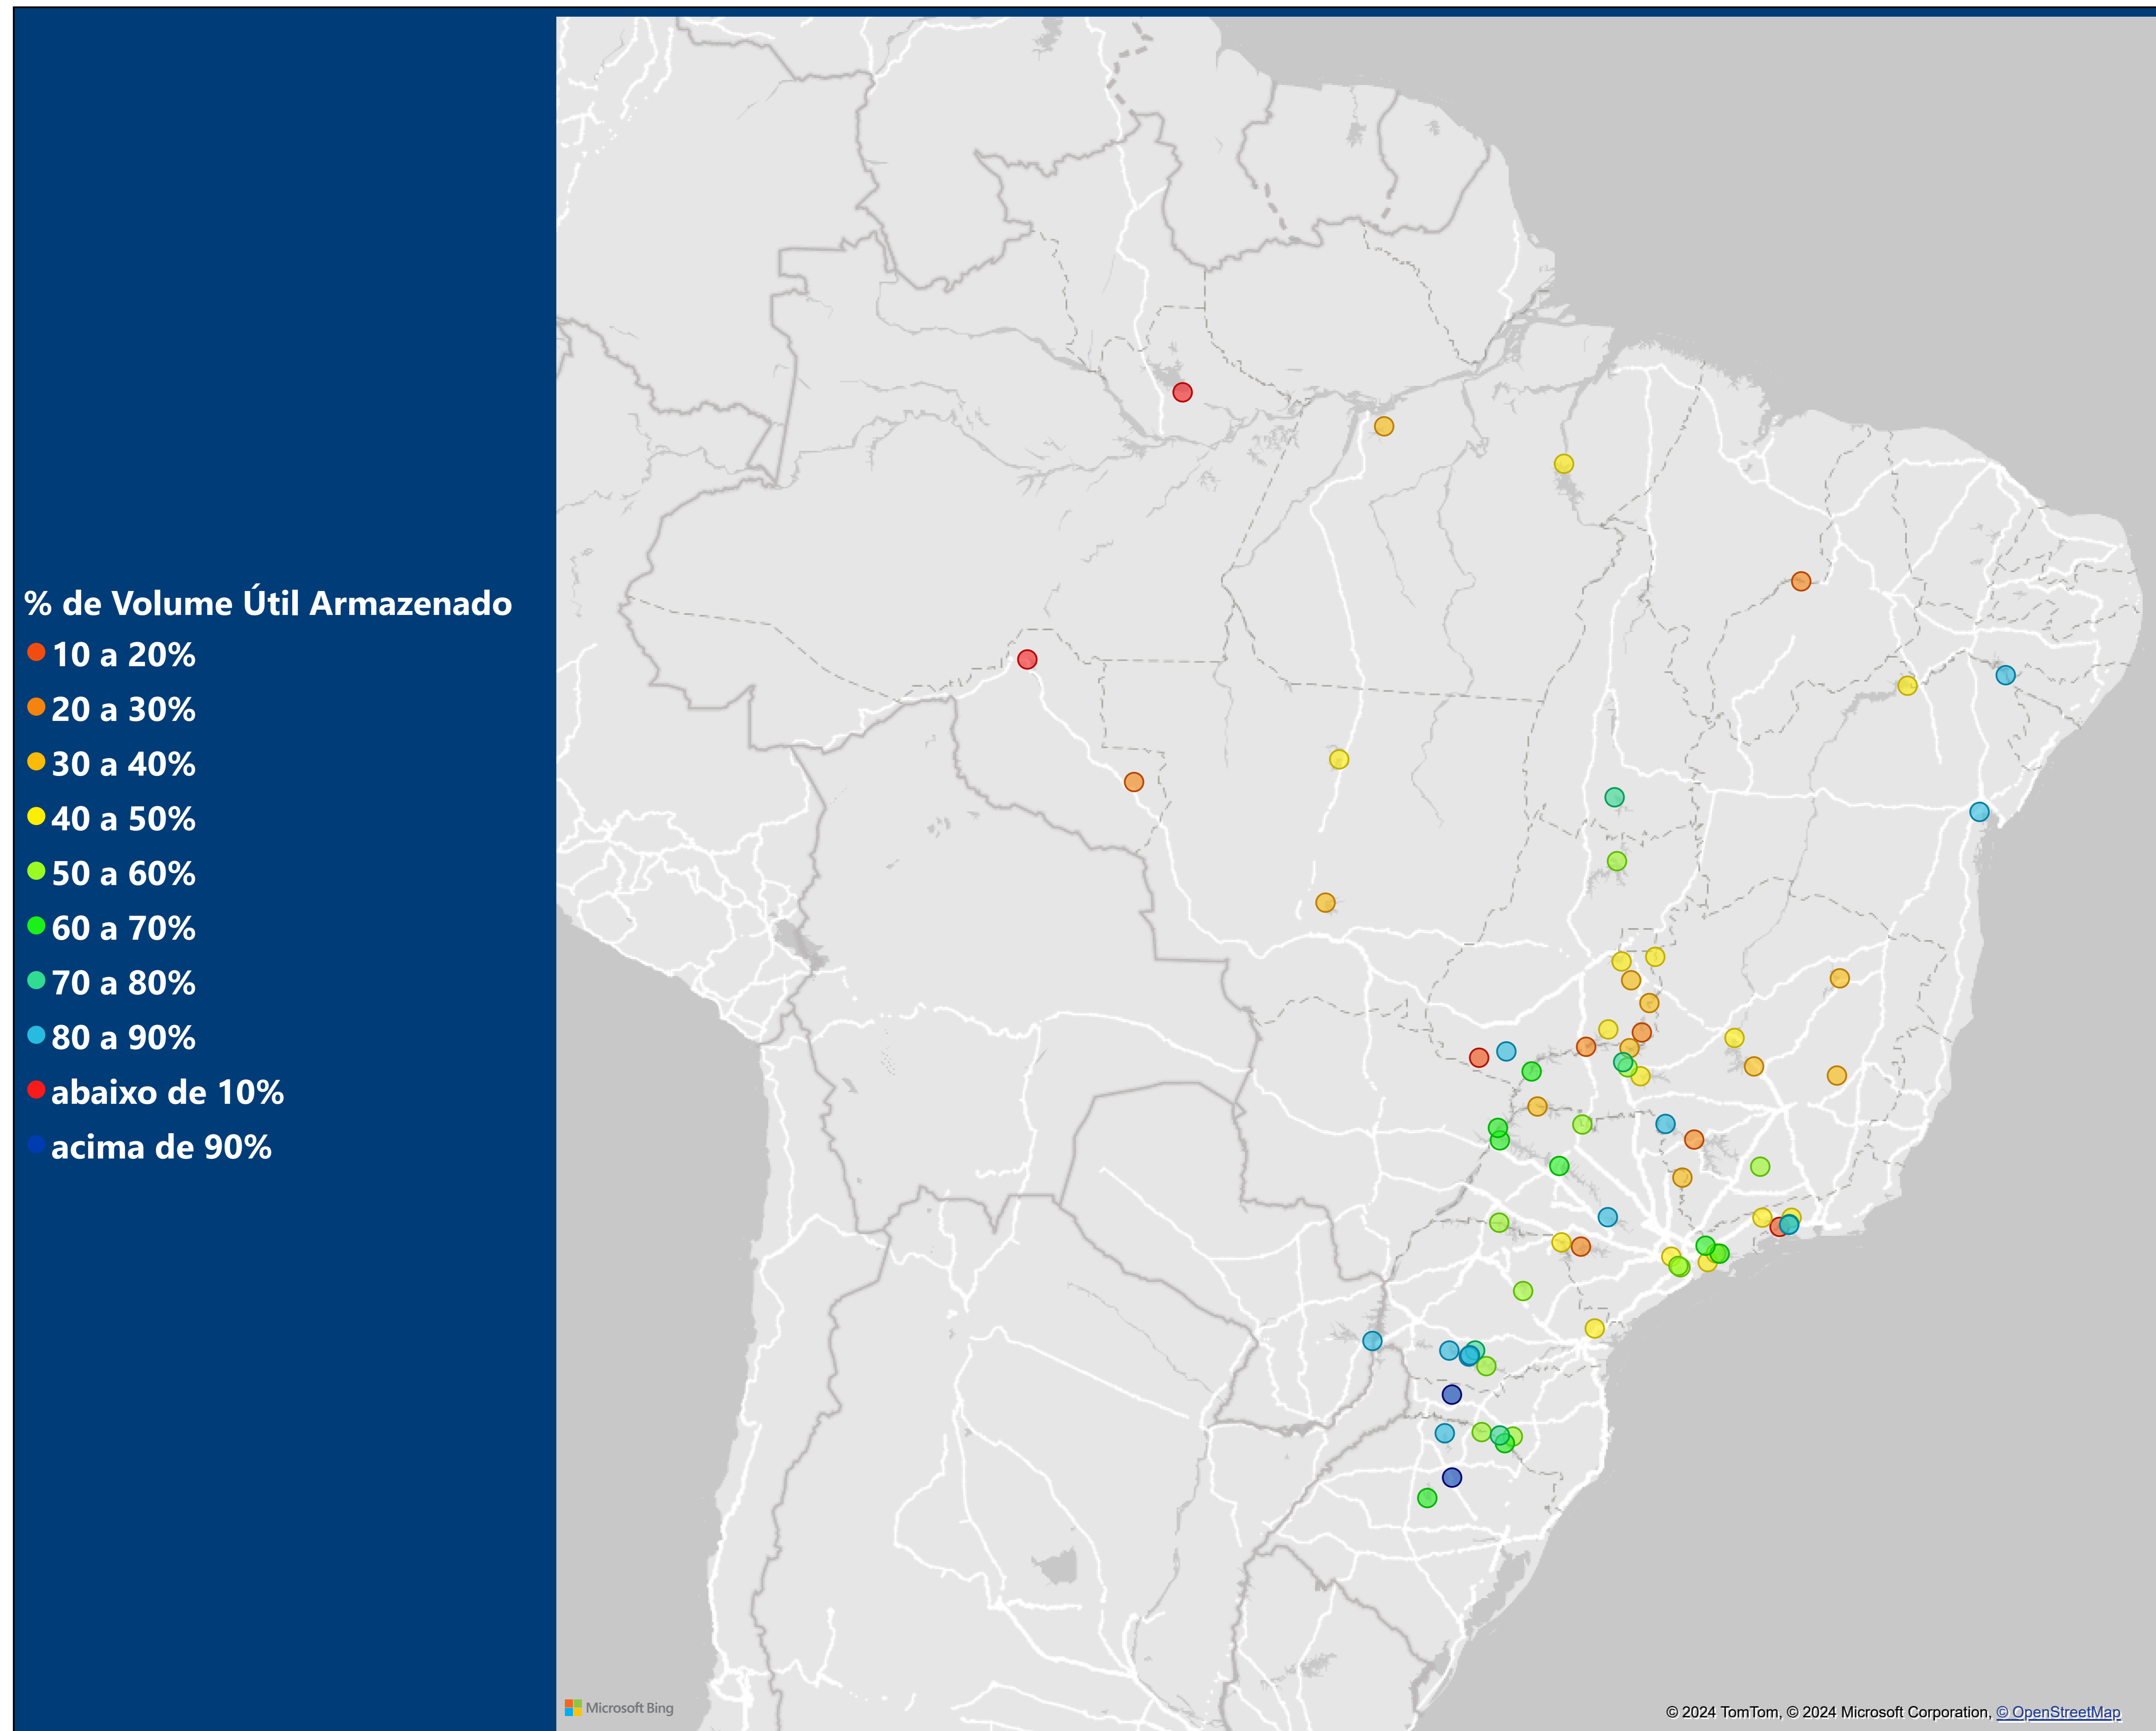 % de Volume Útil Armazenado
10 a 20%
20 a 30%
30 a 40%
40 a 50%
50 a 60%
60 a 70%
70 a 80%
80 a 90%
abaixo de 10%
acima de 90%
Microsoft Bing
© 2024 TomTom, © 2024 Microsoft Corporation, © OpenStreetMap